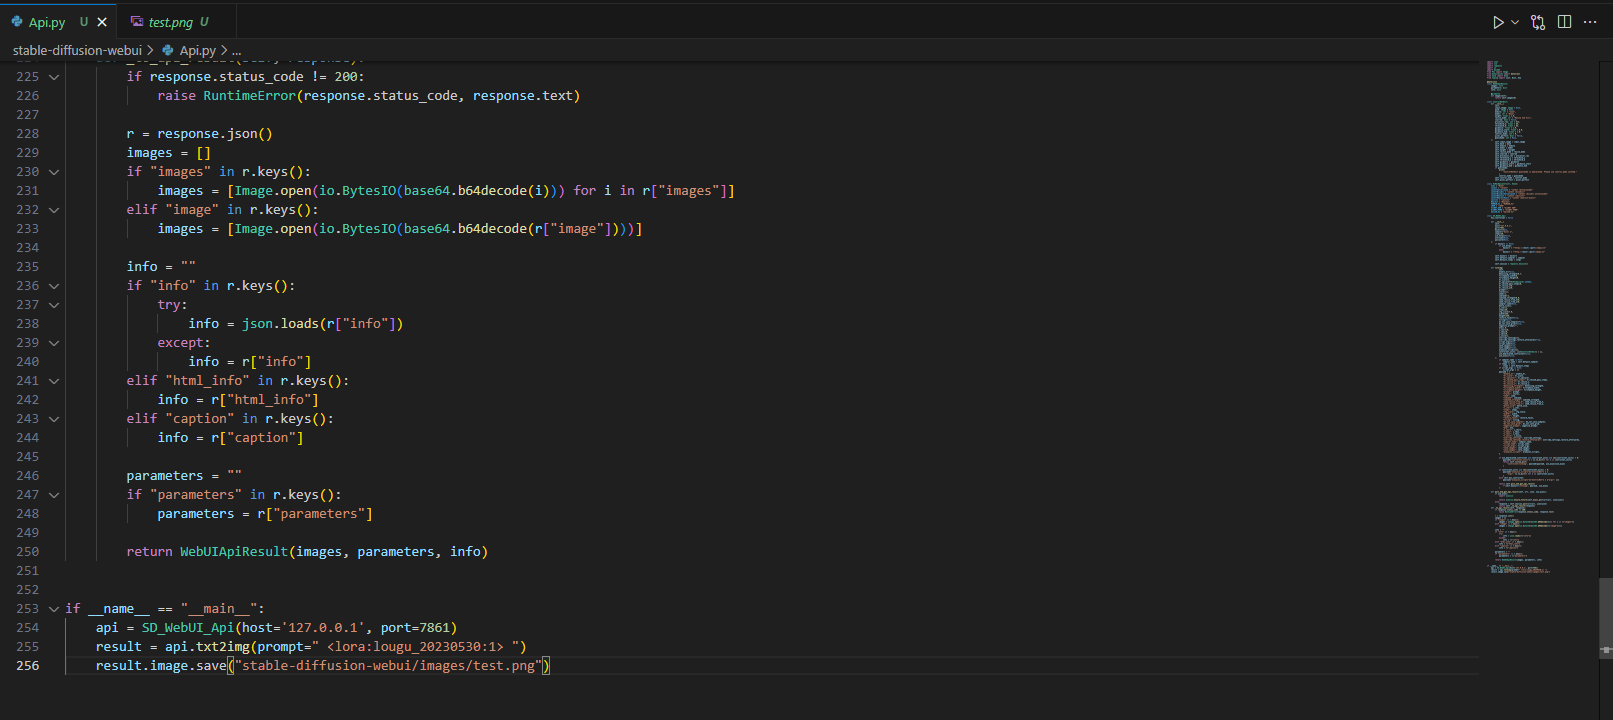 Api.py U
test.png U
stable-diffusion-webui > Api.py > ...
225 if response.status_code != 200:
226 raise RuntimeError(response.status_code, response.text)
227
228 r = response.json()
229 images = []
230 if "images" in r.keys():
231 images = [Image.open(io.BytesIO(base64.b64decode(i))) for i in r["images"]]
232 elif "image" in r.keys():
233 images = [Image.open(io.BytesIO(base64.b64decode(r["image"])))]
234
235 info = ""
236 if "info" in r.keys():
237 try:
238 info = json.loads(r["info"])
239 except:
240 info = r["info"]
241 elif "html_info" in r.keys():
242 info = r["html_info"]
243 elif "caption" in r.keys():
244 info = r["caption"]
245
246 parameters = ""
247 if "parameters" in r.keys():
248 parameters = r["parameters"]
249
250 return WebUIApiResult(images, parameters, info)
251
252
253 if __name__ == "__main__":
254 api = SD_WebUI_Api(host='127.0.0.1', port=7861)
255 result = api.txt2img(prompt=" <lora:lougu_20230530:1> ")
256 result.image.save("stable-diffusion-webui/images/test.png")